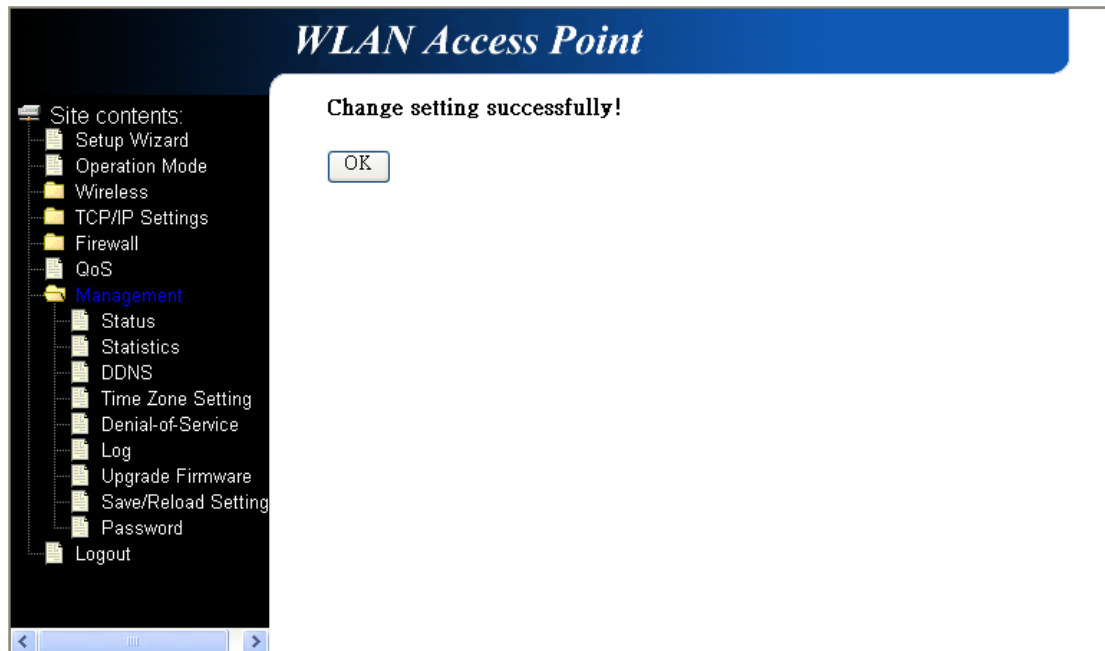 WLAN Access Point
Site contents:
Setup Wizard
Operation Mode
Wireless
TCP/IP Settings
Firewall
QoS
Management
Status
Statistics
DDNS
Time Zone Setting
Denial-of-Service
Log
Upgrade Firmware
Save/Reload Setting
Password
Logout
Change setting successfully!
OK